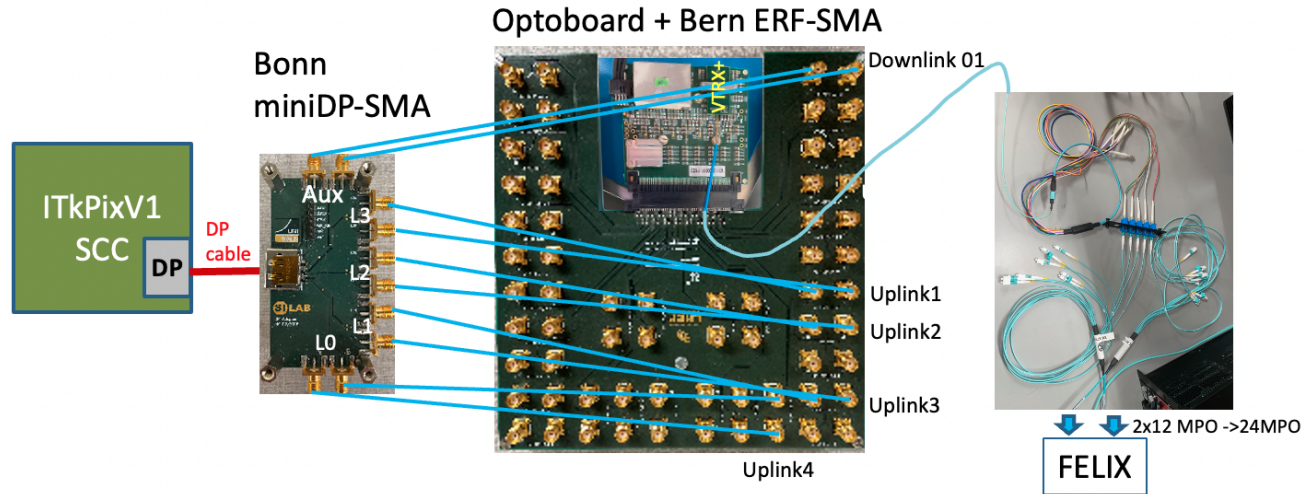 Optoboard + Bern ERF-SMA
Bonn
miniDP-SMA
Downlink 01
VTRX+
ITkPixV1
SCC
DP
DP
cable
Aux
L3
L2
L1
L0
SILAB
Uplink1
Uplink2
Uplink3
Uplink4
2x12 MPO ->24MPO
FELIX